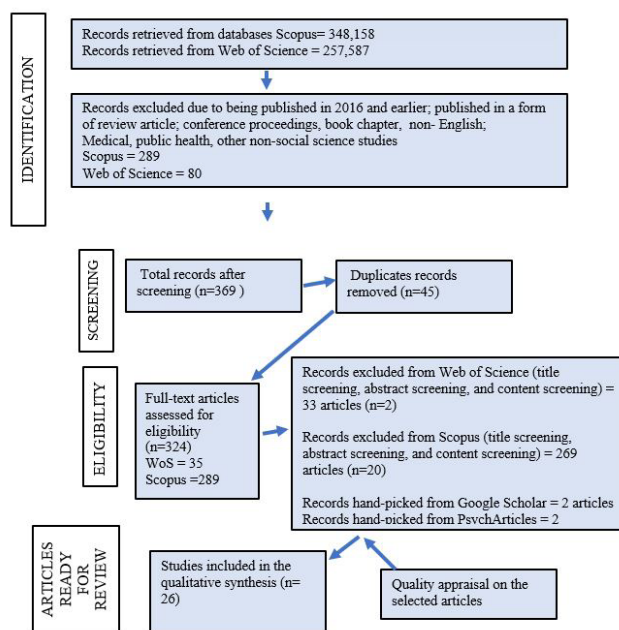 IDENTIFICATION
Records retrieved from databases Scopus= 348,158
Records retrieved from Web of Science = 257,587
Records excluded due to being published in 2016 and earlier; published in a form
of review article; conference proceedings, book chapter, non- English;
Medical, public health, other non-social science studies
Scopus = 289
Web of Science = 80
SCREENING
Total records after
screening (n=369 )
Duplicates records
removed (n=45)
ELIGIBILITY
Full-text articles
assessed for
eligibility
(n=324)
WoS = 35
Scopus =289
Records excluded from Web of Science (title
screening, abstract screening, and content screening) =
33 articles (n=2)
Records excluded from Scopus (title screening,
abstract screening, and content screening) = 269
articles (n=20)
Records hand-picked from Google Scholar = 2 articles
Records hand-picked from PsychArticles = 2
ARTICLES
READY
FOR
REVIEW
Studies included in the
qualitative synthesis (n=
26)
Quality appraisal on the
selected articles